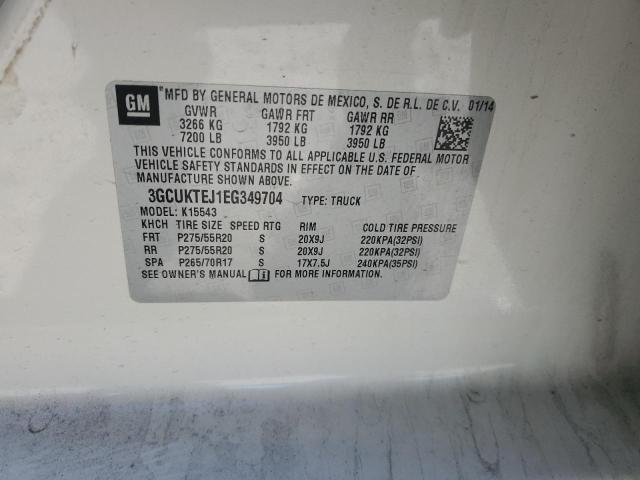 GM
®MFD BY GENERAL MOTORS DE MEXICO, S. DE R.L. DE C.V. 01/14
GVWR GAWR FRT GAWR RR
3266 KG 1792 KG 1792 KG
7200 LB 3950 LB 3950 LB
THIS VEHICLE CONFORMS TO ALL APPLICABLE U.S. FEDERAL MOTOR
VEHICLE SAFETY STANDARDS IN EFFECT ON THE DATE OF
MANUFACTURE SHOWN ABOVE.
3GCUKTEJ1EG349704 TYPE: TRUCK
MODEL: K15543
KHCH TIRE SIZE SPEED RTG RIM COLD TIRE PRESSURE
FRT P275/55R20 S 20X9J 220KPA(32PSI)
RR P275/55R20 S 20X9J 220KPA(32PSI)
SPA P265/70R17 S 17X7.5J 240KPA(35PSI)
SEE OWNER'S MANUAL FOR MORE INFORMATION.